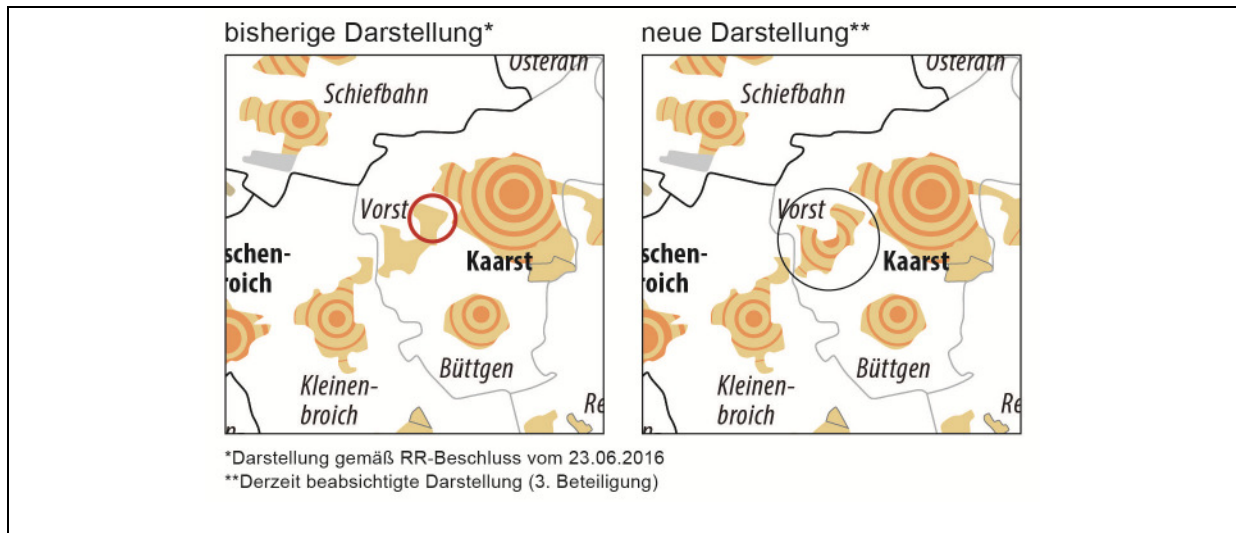 bisherige Darstellung*
neue Darstellung**
Osterath
Schiefbahn
Vorst
schen-
roich
Kaarst
Büttgen
Kleinen-
broich
Re
Osterath
Schiefbahn
Vorst
schen-
roich
Kaarst
Büttgen
Kleinen-
broich
Re
*Darstellung gemäß RR-Beschluss vom 23.06.2016
**Derzeit beabsichtigte Darstellung (3. Beteiligung)